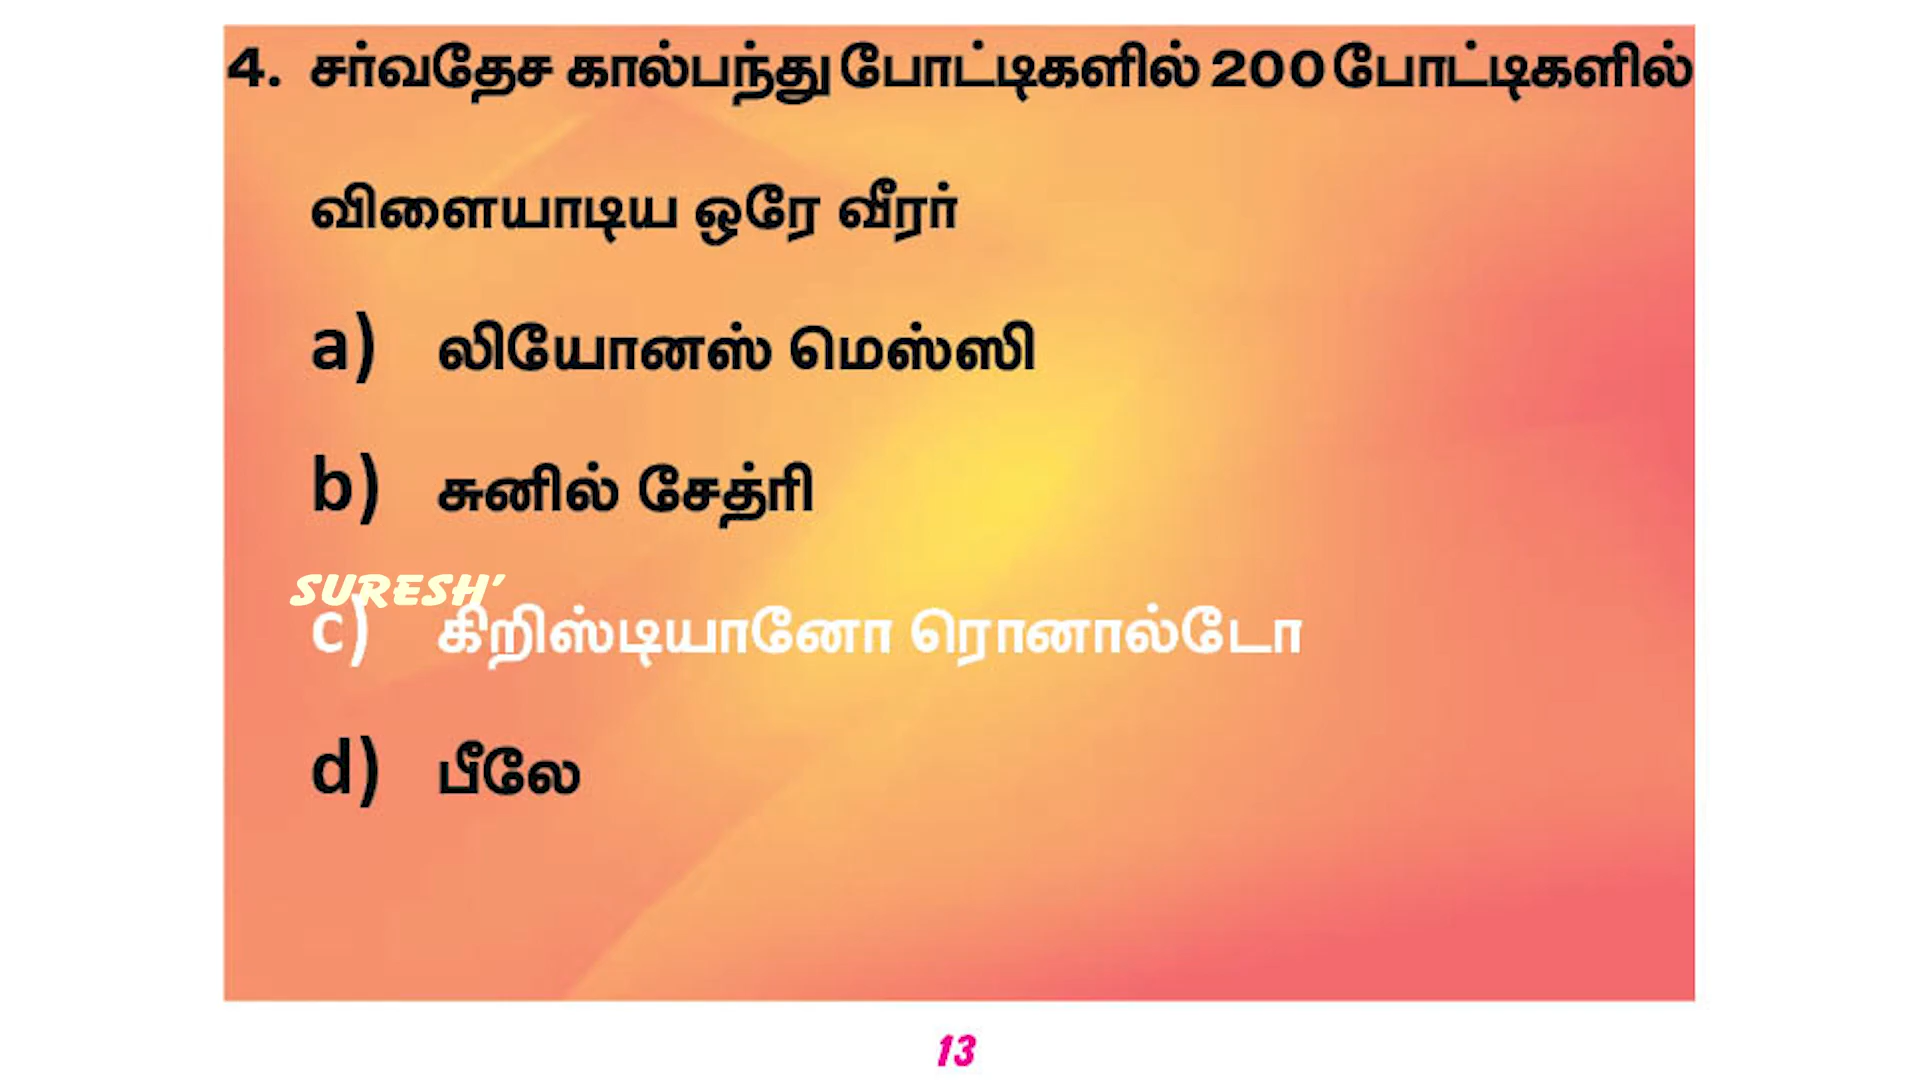 4. சர்வதேச கால்பந்து போட்டிகளில் 200 போட்டிகளில்
விளையாடிய ஒரே வீரர்
a) லியோனஸ் மெஸ்ஸி
b) சுனில் சேத்ரி
SURESH'
c) கிறிஸ்டியானோ ரொனால்டோ
d) பீலே
13